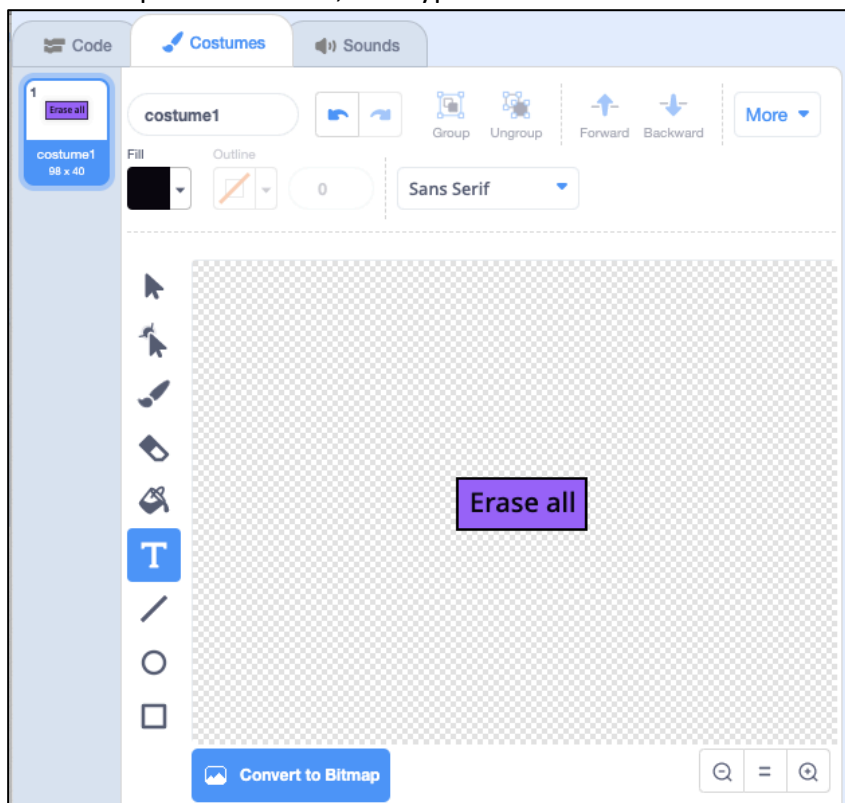 Code
Costumes
Sounds
1
Erase all
costume1
98 x 40
costume1
Group
Ungroup
Forward
Backward
More
Fill
Outline
0
Sans Serif
T
Erase all
Convert to Bitmap